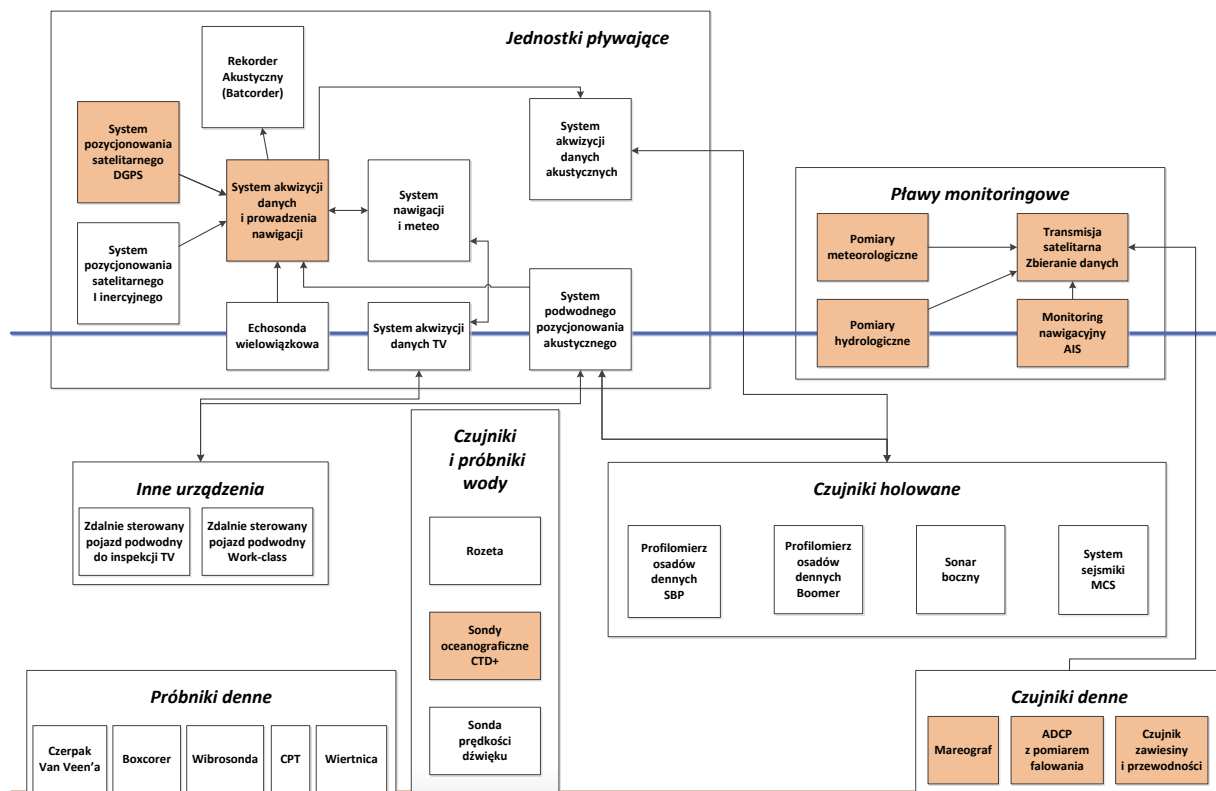 Jednostki pływające
Rekorder
Akustyczny
(Batcorder)
System
pozycjonowania
satelitarnego
DGPS
System akwizycji
danych
i prowadzenia
nawigacji
System
nawigacji
i meteo
System
akwizycji
danych
akustycznych
System
pozycjonowania
satelitarnego
I inercyjnego
Echosonda
wielowiązkowa
System akwizycji
danych TV
System
podwodnego
pozycjonowania
akustycznego
Pławy monitoringowe
Pomiary
meteorologiczne
Transmisja
satelitarna
Zbieranie danych
Pomiary
hydrologiczne
Monitoring
nawigacyjny
AIS
Inne urządzenia
Zdalnie sterowany
pojazd podwodny
do inspekcji TV
Zdalnie sterowany
pojazd podwodny
Work-class
Czujniki
i próbniki
wody
Rozeta
Sondy
oceanograficzne
CTD+
Sonda
prędkości
dźwięku
Czujniki holowane
Profilomierz
osadów
dennych
SBP
Profilomierz
osadów
dennych
Boomer
Sonar
boczny
System
sejsmiki
MCS
Próbniki denne
Czerpak
Van Veen’a
Boxcorer
Wibrosonda
CPT
Wiertnica
Czujniki denne
Mareograf
ADCP
z pomiarem
falowania
Czujnik
zawiesiny
i przewodności